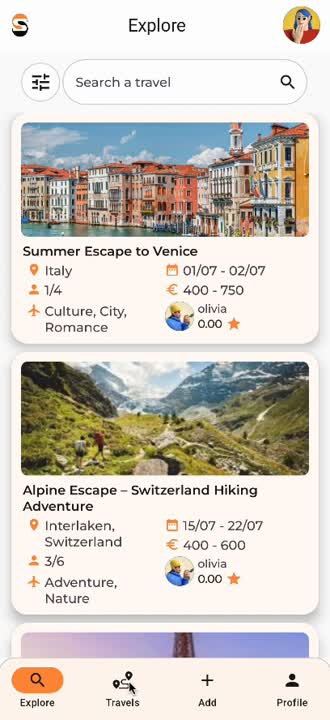 Explore
Search a travel
Summer Escape to Venice
Italy
01/07 - 02/07
1/4
400 - 750
Culture, City,
Romance
olivia
0.00
Alpine Escape – Switzerland Hiking
Adventure
Interlaken,
Switzerland
15/07 - 22/07
3/6
400 - 600
Adventure,
Nature
olivia
0.00
Explore
Travels
Add
Profile